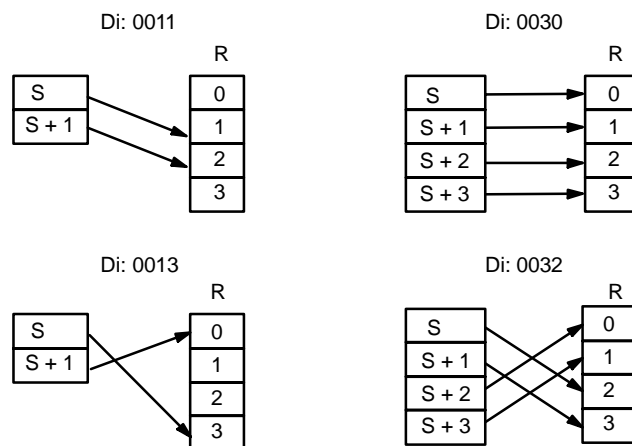 Di: 0011
R
S
S + 1
0
1
2
3
Di: 0030
R
S
S + 1
S + 2
S + 3
0
1
2
3
Di: 0013
R
S
S + 1
0
1
2
3
Di: 0032
R
S
S + 1
S + 2
S + 3
0
1
2
3